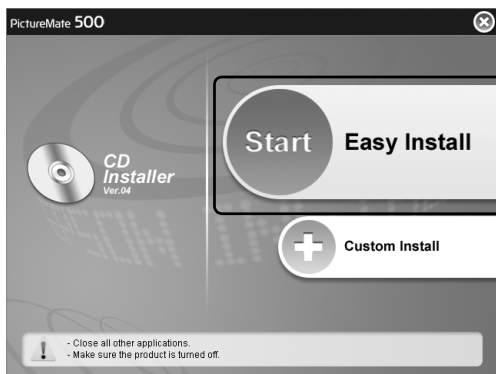 PictureMate 500
Start
Easy Install
CD
Installer
Ver.04
Custom Install
- Close all other applications.
- Make sure the product is turned off.